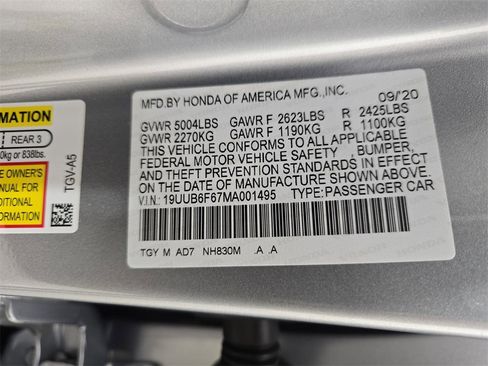 MFD.BY HONDA OF AMERICA MFG.,INC. 09/'20
GVWR 5004LBS GAWR F 2623LBS R 2425LBS
GVWR 2270KG GAWR F 1190KG R 1100KG
THIS VEHICLE CONFORMS TO ALL APPLICABLE
FEDERAL MOTOR VEHICLE SAFETY, BUMPER,
AND THEFT PREVENTION STANDARDS IN EFFECT
ON THE DATE OF MANUFACTURE SHOWN ABOVE.
V.I.N.: 19UUB6F67MA001495 TYPE:PASSENGER CAR
TGY M AD7 NH830M .A .A
FORMATION
REAR 3
0kg or 838lbs.
TGV-A5
NER'S
NUAL FOR
DITIONAL
FORMATION